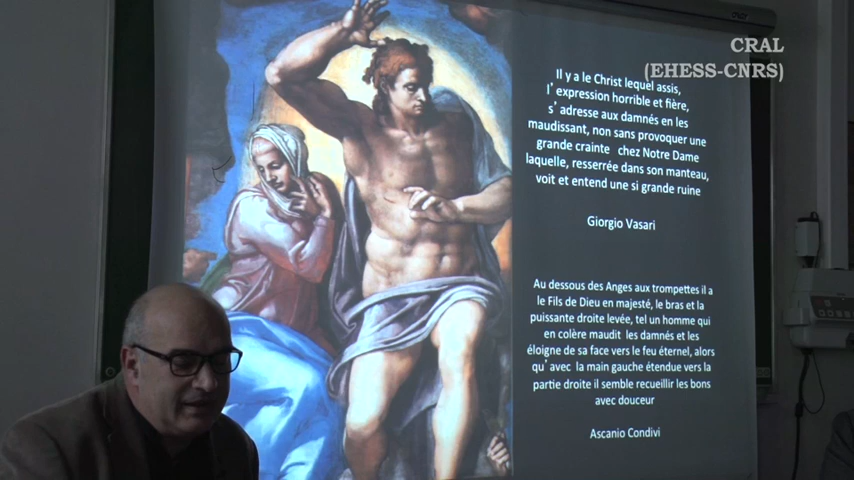 CRAL
(EHESS-CNRS)
Il y a le Christ lequel assis,
l'expression horrible et fière,
s'adresse aux damnés en les
maudissant, non sans provoquer une
grande crainte chez Notre Dame
laquelle, resserrée dans son manteau,
voit et entend une si grande ruine
Giorgio Vasari
Au dessous des Anges aux trompettes il a
le Fils de Dieu en majesté, le bras et la
puissante droite levée, tel un homme qui
en colère maudit les damnés et les
éloigne de sa face vers le feu éternel, alors
qu'avec la main gauche étendue vers la
partie droite il semble recueillir les bons
avec douceur
Ascanio Condivi